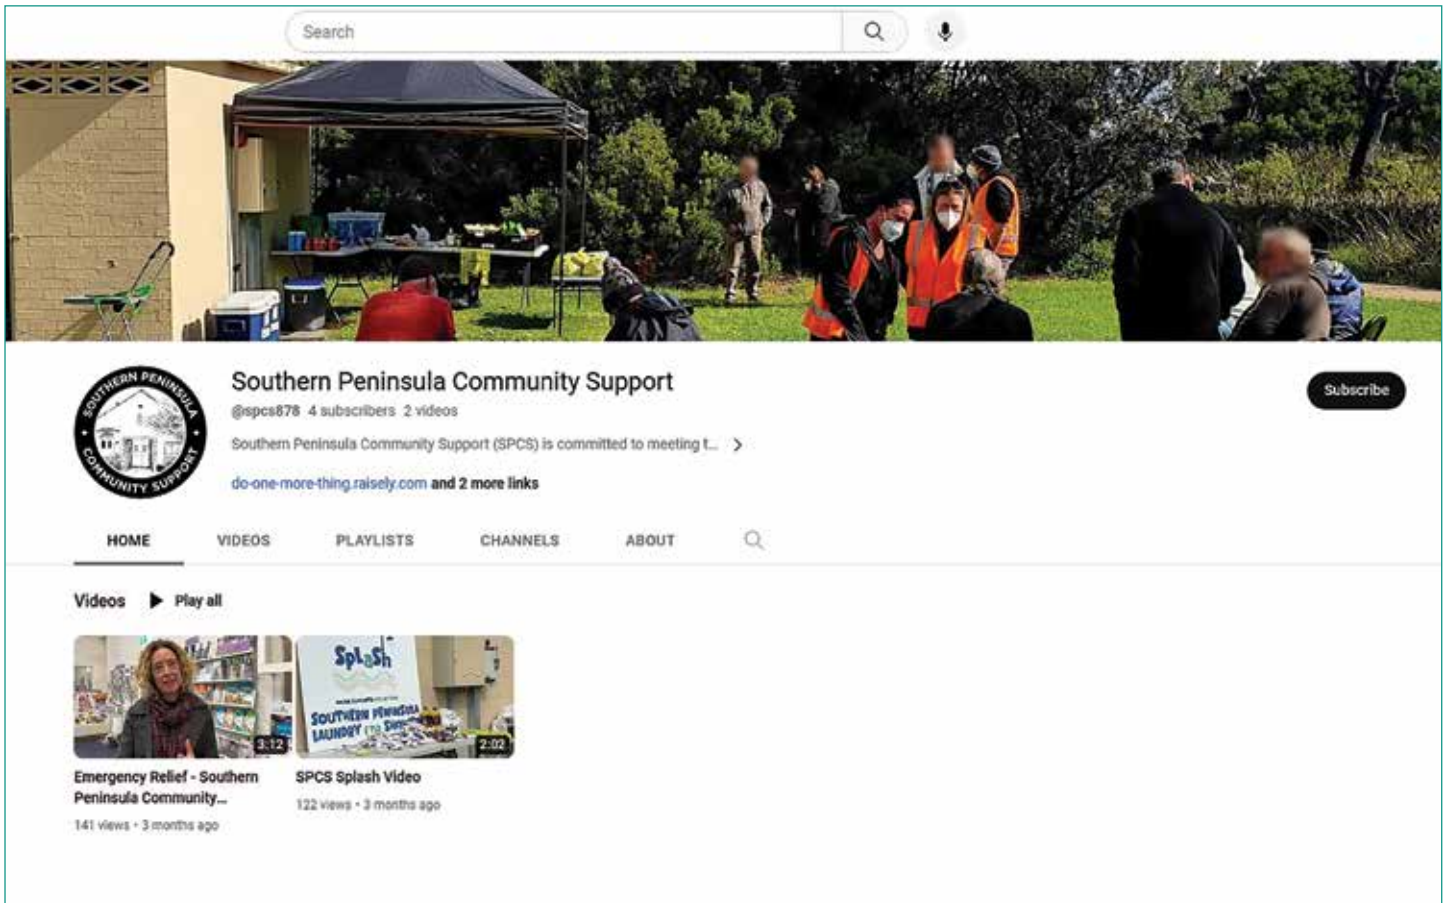 Search
SOUTHERN PENINSULA
COMMUNITY SUPPORT
Southern Peninsula Community Support
Subscribe
@spcs878 4 subscribers 2 videos
Southern Peninsula Community Support (SPCS) is committed to meeting t...
do-one-more-thing.raisely.com and 2 more links
HOME VIDEOS PLAYLISTS CHANNELS ABOUT
Videos Play all
SplaSh
SOUTHERN PENINSULA
LAUNDRY
3:12 2:02
Emergency Relief - Southern
Peninsula Community...
141 views • 3 months ago
SPCS Splash Video
122 views • 3 months ago